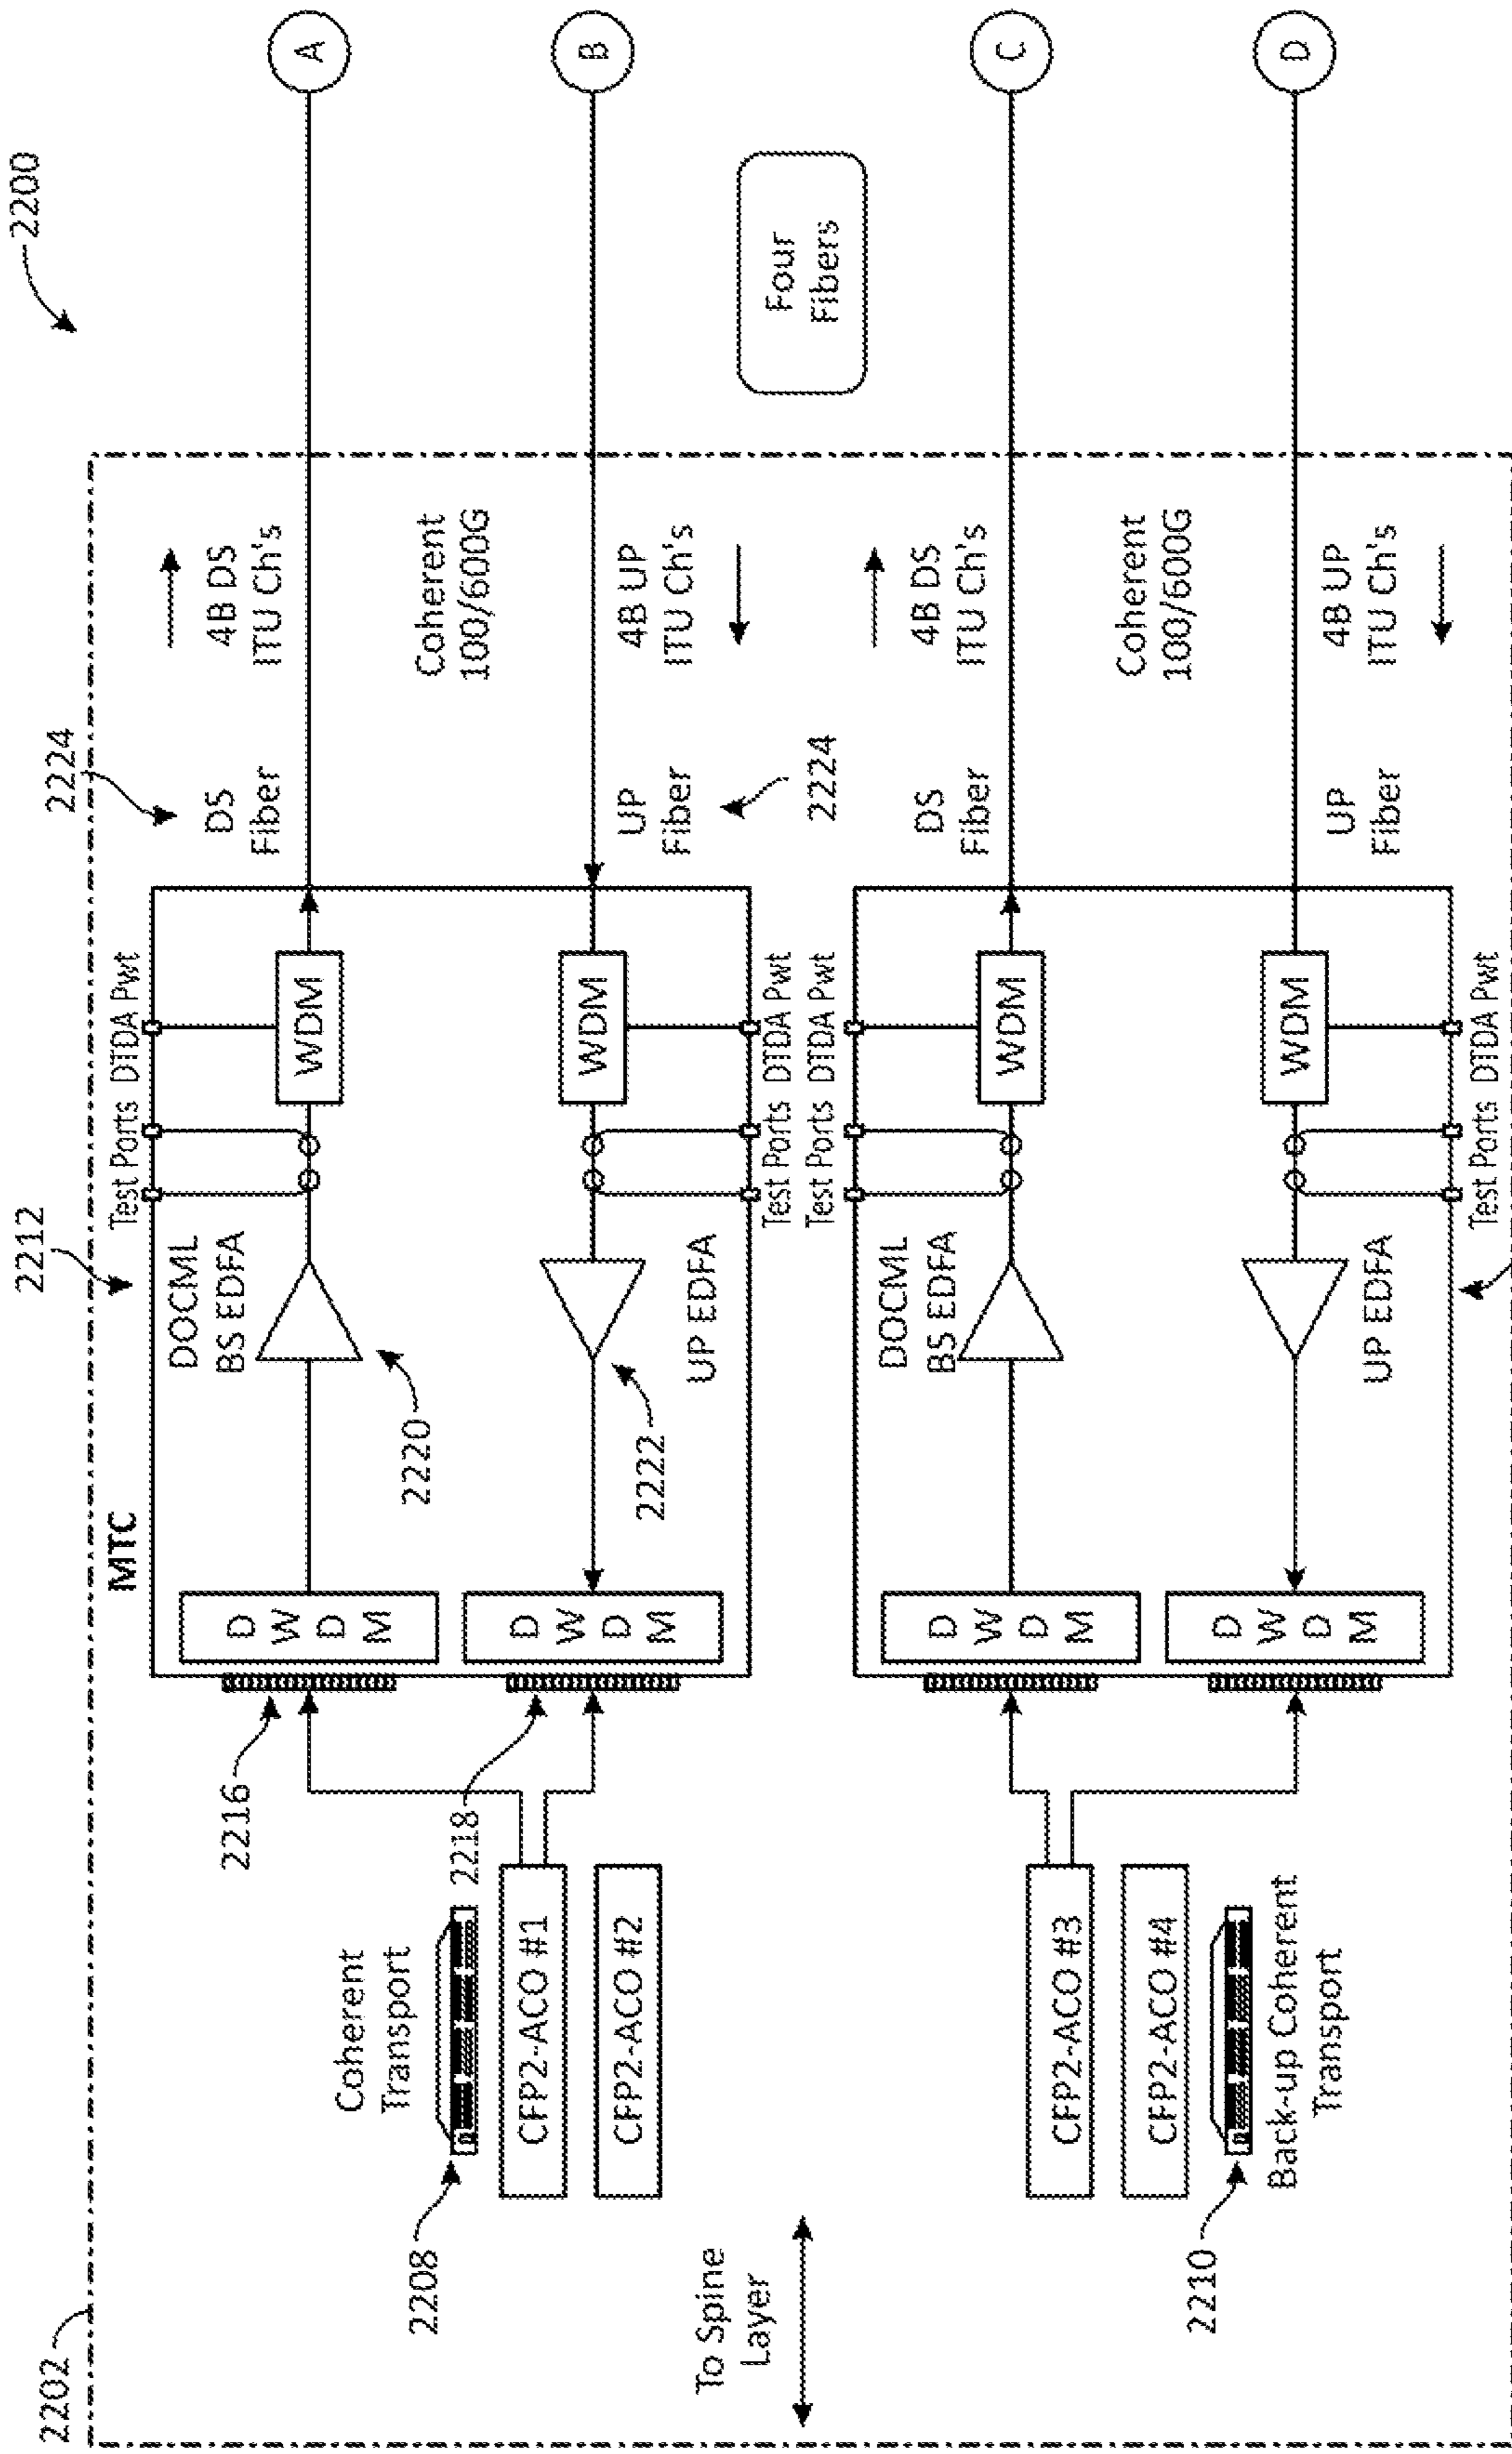 2200
2202
2212
2224
MTC
Test Ports
DTDA Pwt
DS
Fiber
4B DS
ITU Ch's
A
DOCML
BS EDFA
WDM
D
W
D
M
2216
2220
Coherent
Transport
2208
2218
CFP2-ACO #1
CFP2-ACO #2
Coherent
100/600G
D
W
D
M
WDM
B
2222
UP EDFA
UP
Fiber
4B UP
ITU Ch's
2224
Test Ports
DTDA Pwt
To Spine
Layer
Four
Fibers
Test Ports
DTDA Pwt
DOCML
BS EDFA
DS
Fiber
4B DS
ITU Ch's
D
W
D
M
WDM
C
CFP2-ACO #3
CFP2-ACO #4
2210
Back-up Coherent
Transport
Coherent
100/600G
D
W
D
M
WDM
D
UP EDFA
UP
Fiber
4B UP
ITU Ch's
Test Ports
DTDA Pwt